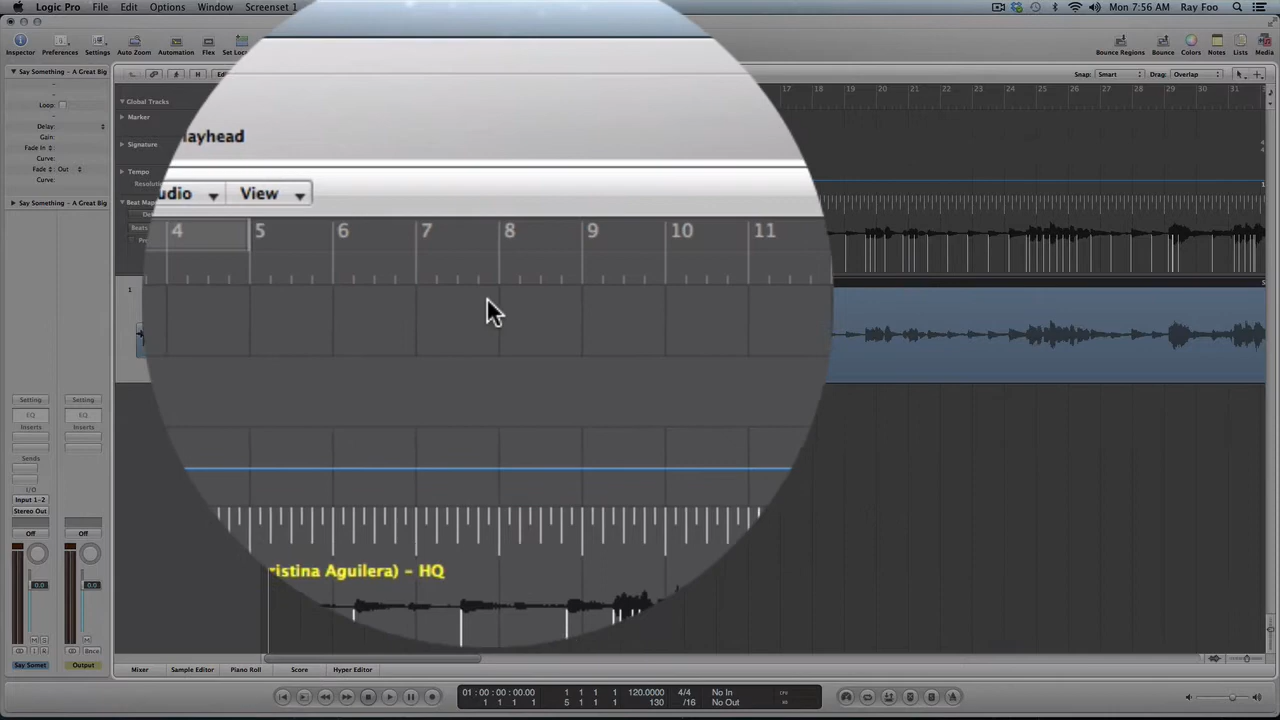 Logic Pro File Edit Options Window Screenset 1 Mon 7:56 AM Ray Foo
Inspector Preferences Settings Auto Zoom Automation Flex Set Loc Bounce Regions Bounce Colors Notes Lists Media
Say Something - A Great Big Snap: Smart Drag: Overlap
17 19 20 21 22 23 24 25 26 27 28 29 30 31
Global Tracks
Loop:
Marker
Delay:
Gain:
Fade In
Signature
Curve:
Fade Out
Tempo
Curve:
Say Something - A Great Big
layhead
udio View
4 5 6 7 8 9 10 11
1
ristina Aguilera) - HQ
Setting Setting
EQ EQ
Inserts Inserts
Sends
I/O
Input 1-2
Stereo Out
Off Off
0.0 0.0
M S M
I R Bnce
Say Somet Output
Mixer Sample Editor Piano Roll Score Hyper Editor
01:00:00:00.00 1 1 1 1 120.0000 4/4 No In
5 1 1 1 130 /16 No Out